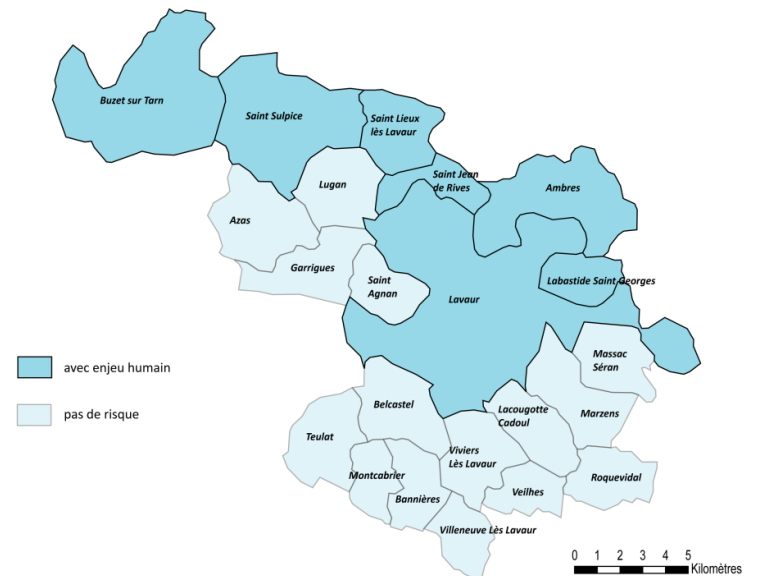 Buzet sur Tarn
Saint Sulpice
Saint Lieux
lès Lavaur
Saint Jean
de Rives
Ambres
Lugan
Azas
Garrigues
Saint
Agnan
Lavaur
Labastide Saint Georges
Massac
Séran
avec enjeu humain
pas de risque
Belcastel
Lacougotte
Cadoul
Marzens
Teulat
Viviers
Lès Lavaur
Montcabrier
Bannières
Veilhes
Roquevidal
Villeneuve Lès Lavaur
0 1 2 3 4 5
Kilomètres